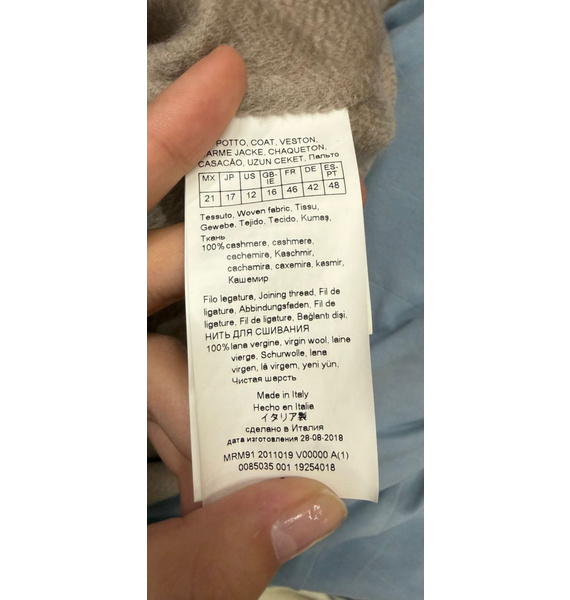 POTTO, COAT, VESTON,
ARME JACKE, CHAQUETON,
CASACÃO, UZUN CEKET, Пальто
MX JP US GB-IE FR DE ES-PT
21 17 12 16 46 42 48
Tessuto, Woven fabric, Tissu,
Gewebe, Tejido, Tecido, Kumaş,
Ткань
100% cashmere, cashmere,
cachemire, Kaschmir,
cachemira, caxemira, kasmir,
Кашемир
Filo legatura, Joining thread, Fil de
ligature, Abbindungsfaden, Fil de
ligature, Fil de ligatura, Bağlantı dişi,
НИТЬ ДЛЯ СШИВАНИЯ
100% lana vergine, virgin wool, laine
vierge, Schurwolle, lana
virgen, lã virgem, yeni yün,
Чистая шерсть
Made in Italy
Hecho en Italia
イタリア製
сделано в Италия
дата изготовления 28-08-2018
MRM91 2011019 V00000 A(1)
0085035 001 19254018